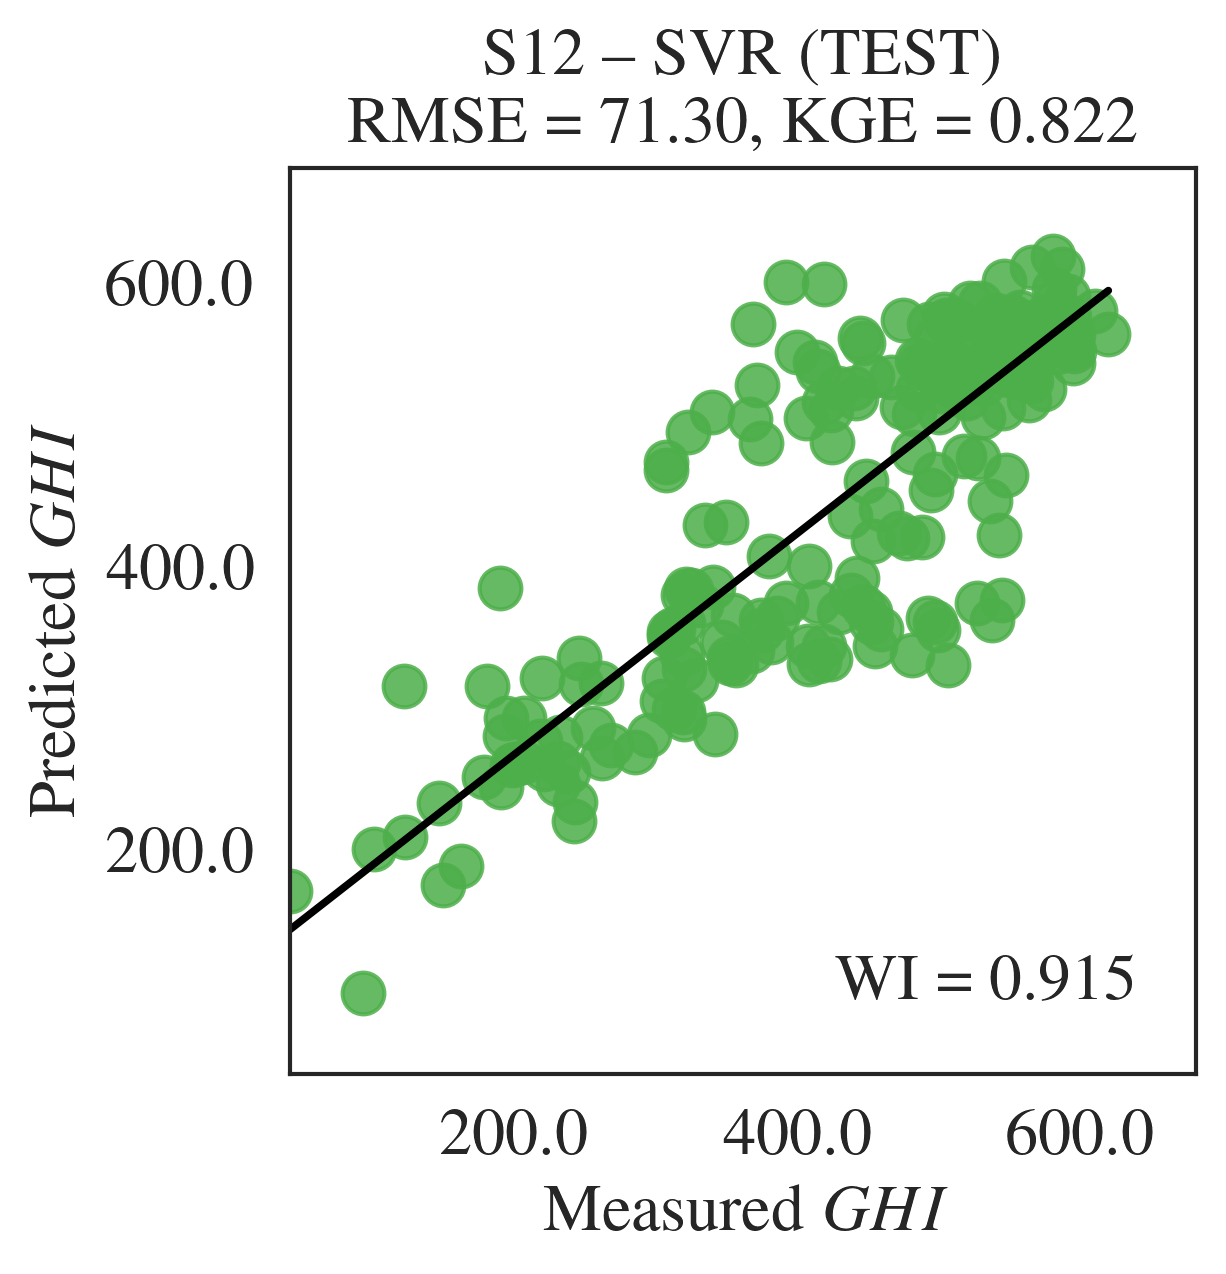 S12 – SVR (TEST)
RMSE = 71.30, KGE = 0.822
600.0
400.0
200.0
Predicted GHI
WI = 0.915
200.0 400.0 600.0
Measured GHI